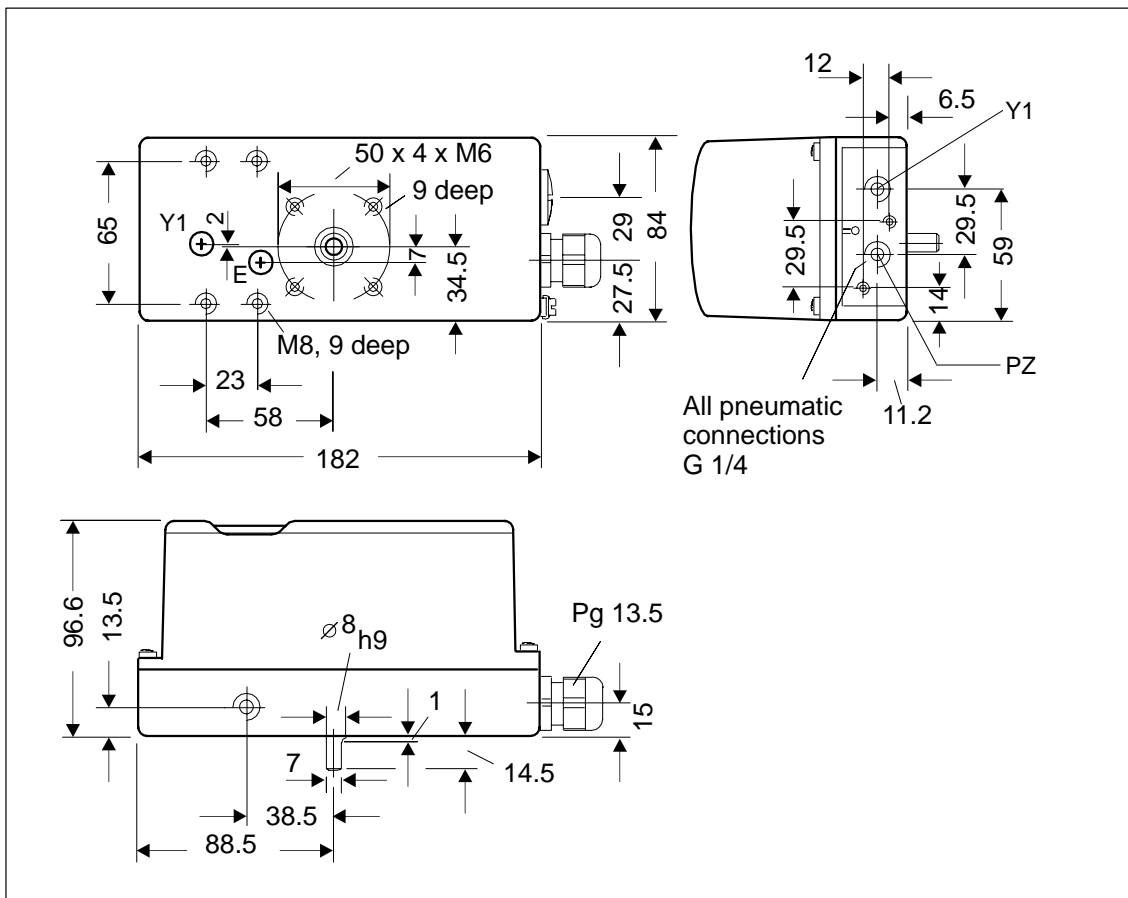 50 x 4 x M6
9 deep
65
Y1
2
E
7
34.5
29
27.5
84
M8, 9 deep
23
58
182
12
6.5
Y1
29.5
29.5
59
14
PZ
11.2
All pneumatic
connections
G 1/4
96.6
13.5
⌀ 8 h9
Pg 13.5
1
15
7
14.5
38.5
88.5